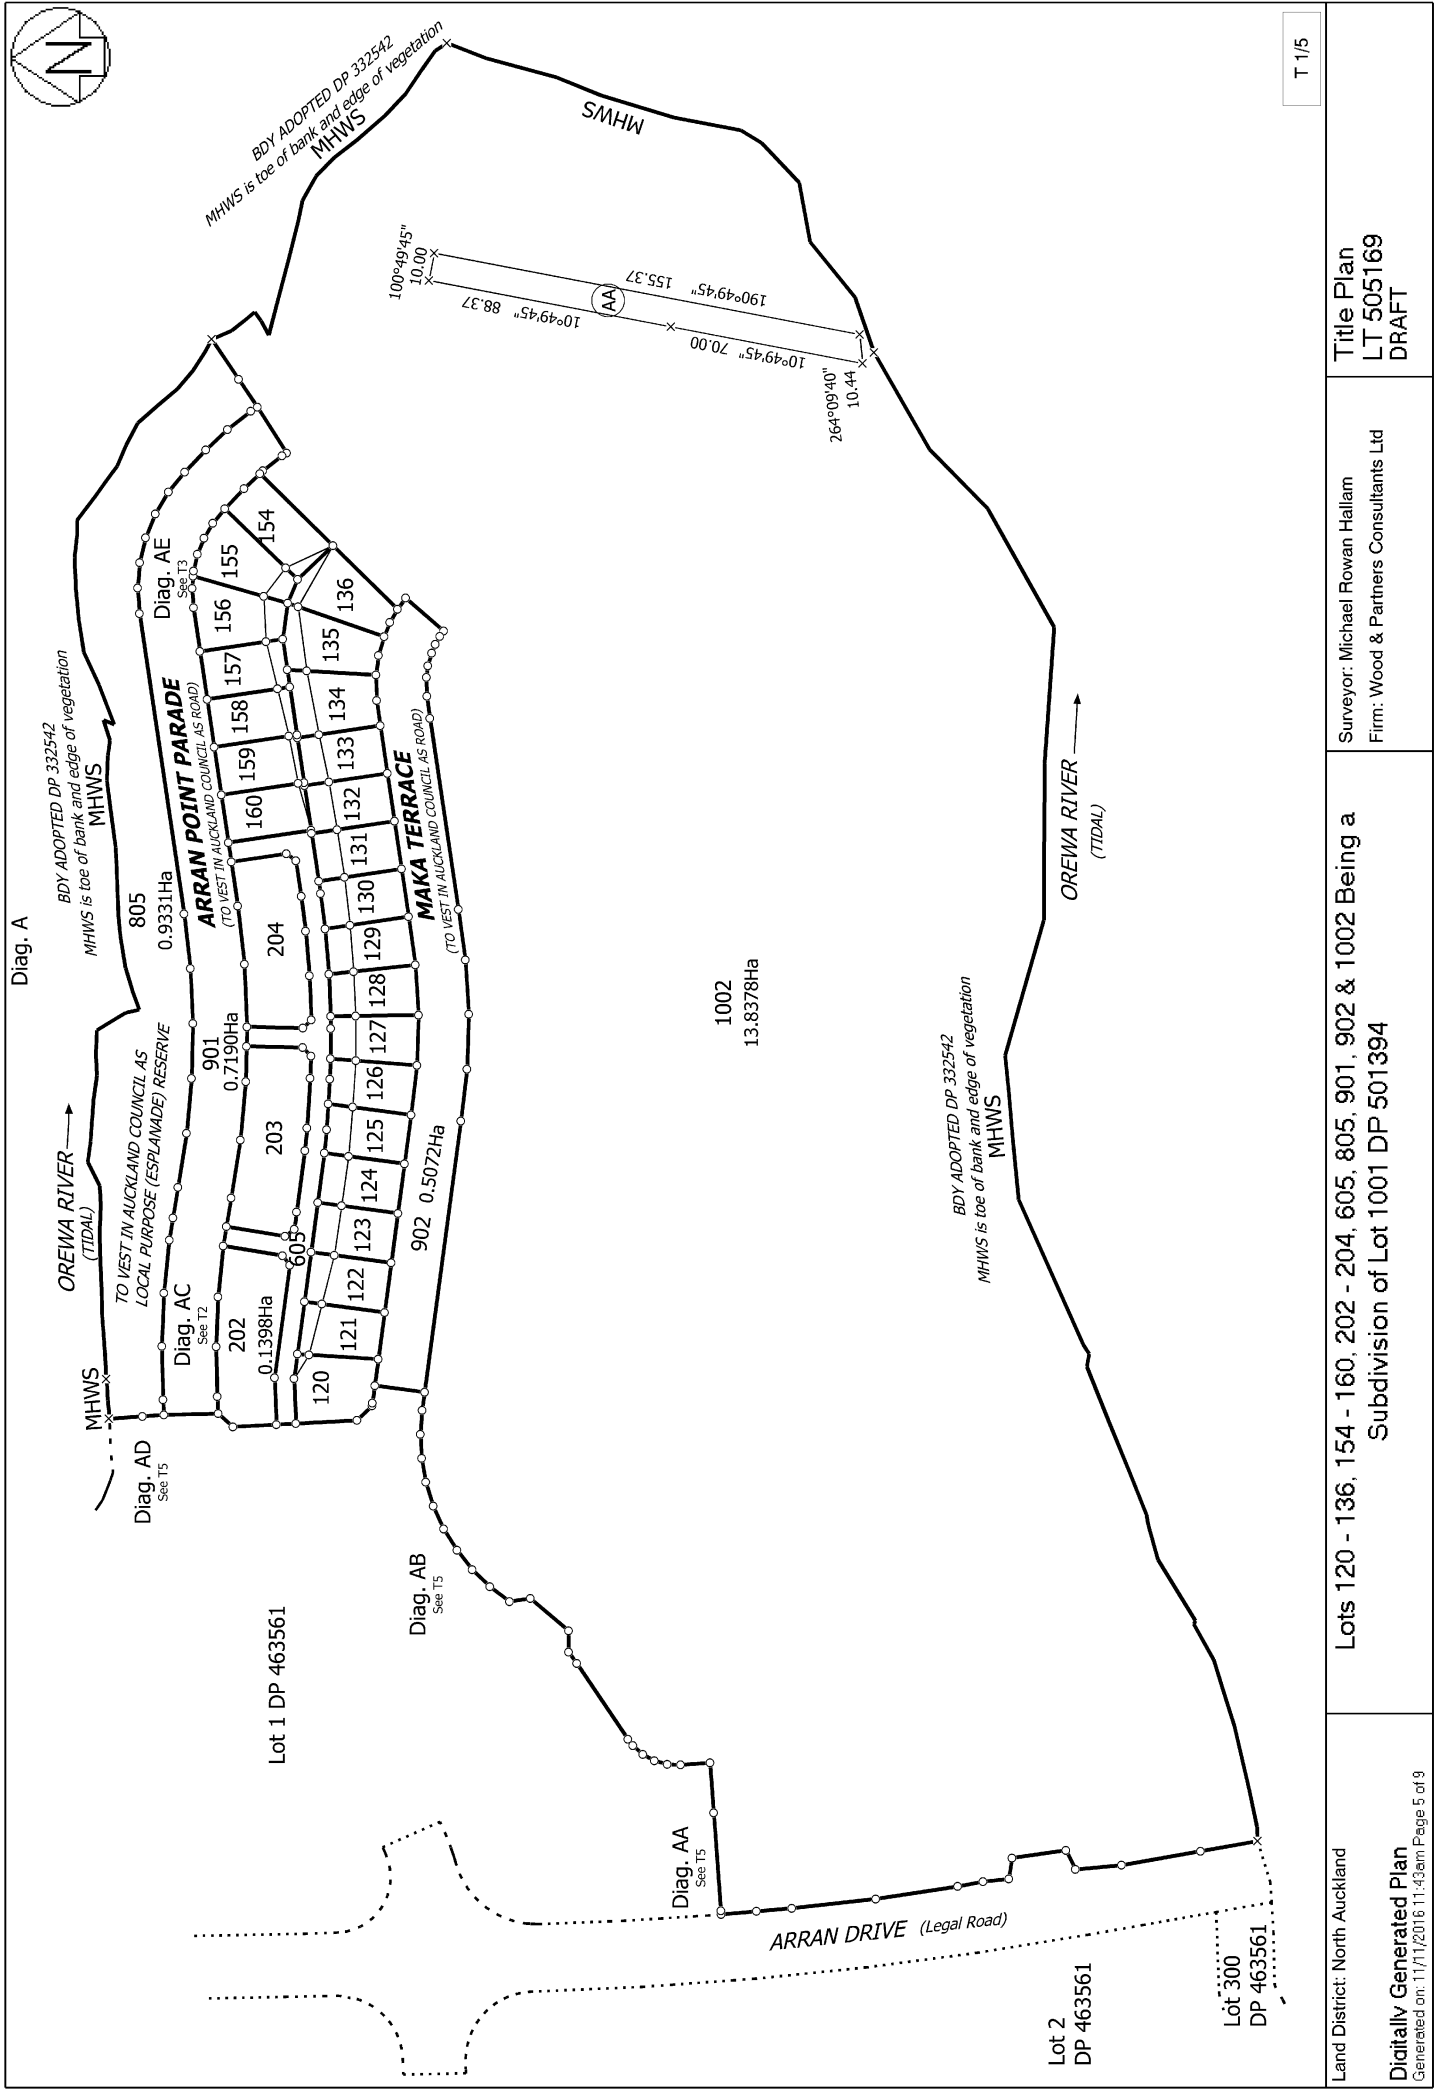 N
Diag. A
OREWA RIVER
(TIDAL)
MHWS
BDY ADOPTED DP 332542
MHWS is toe of bank and edge of vegetation
MHWS
BDY ADOPTED DP 332542
MHWS is toe of bank and edge of vegetation
MHWS
MHWS
TO VEST IN AUCKLAND COUNCIL AS
LOCAL PURPOSE (ESPLANADE) RESERVE
805
0.9331Ha
Diag. AD
See T5
Diag. AC
See T2
901
0.7190Ha
ARRAN POINT PARADE
(TO VEST IN AUCKLAND COUNCIL AS ROAD)
Diag. AE
See T3
202
0.1398Ha
203
204
160
159
158
157
156
155
154
605
120
121
122
123
124
125
126
127
128
129
130
131
132
133
134
135
136
902
0.5072Ha
MAKA TERRACE
(TO VEST IN AUCKLAND COUNCIL AS ROAD)
100°49'45"
10.00
10°49'45"
88.37
AA
190°49'45"
155.37
10°49'45"
70.00
264°09'40"
10.44
Lot 1 DP 463561
Diag. AB
See T5
1002
13.8378Ha
Diag. AA
See T5
ARRAN DRIVE
(Legal Road)
BDY ADOPTED DP 332542
MHWS is toe of bank and edge of vegetation
MHWS
OREWA RIVER
(TIDAL)
Lot 2
DP 463561
Lot 300
DP 463561
T 1/5
Land District: North Auckland
Digitally Generated Plan
Generated on: 11/11/2016 11:43am Page 5 of 9
Lots 120 - 136, 154 - 160, 202 - 204, 605, 805, 901, 902 & 1002 Being a
Subdivision of Lot 1001 DP 501394
Surveyor: Michael Rowan Hallam
Firm: Wood & Partners Consultants Ltd
Title Plan
LT 505169
DRAFT